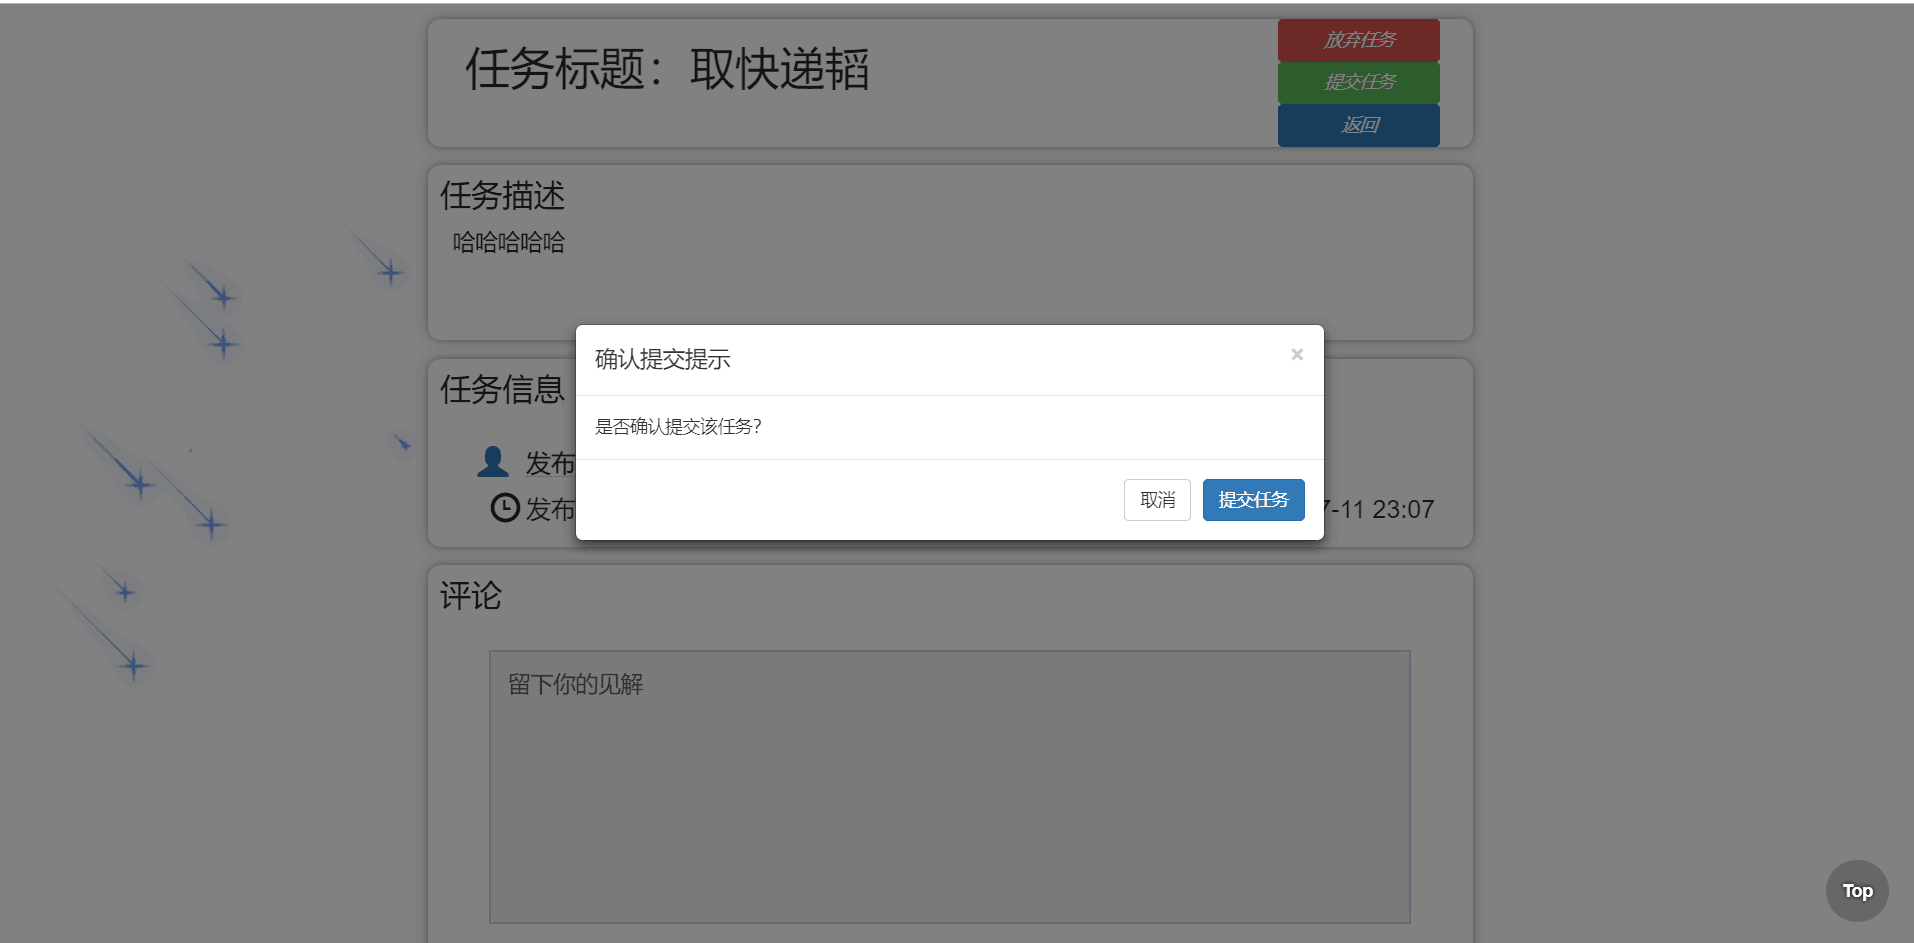 任务标题：取快递韬
放弃任务
提交任务
返回
任务描述
哈哈哈哈哈
确认提交提示
×
是否确认提交该任务?
取消
提交任务
任务信息
发布
发布
7-11 23:07
评论
留下你的见解
Top